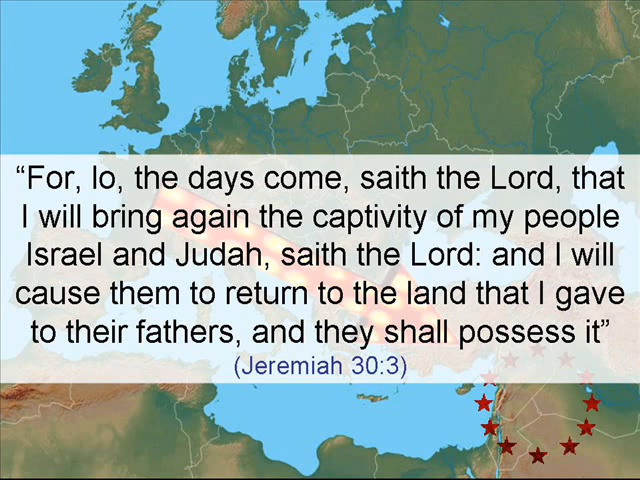 “For, lo, the days come, saith the Lord, that
I will bring again the captivity of my people
Israel and Judah, saith the Lord: and I will
cause them to return to the land that I gave
to their fathers, and they shall possess it”
(Jeremiah 30:3)